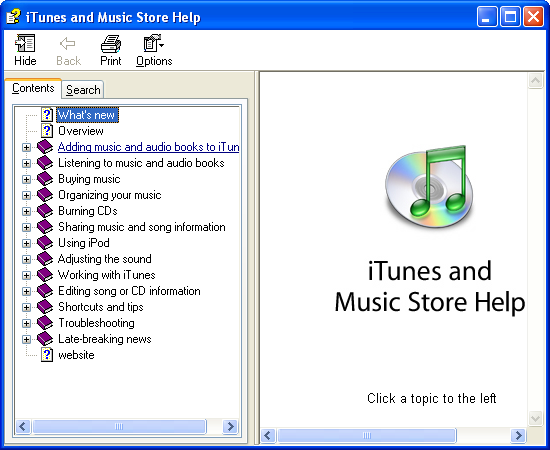 iTunes and Music Store Help
Hide
Back
Print
Options
Contents
Search
What's new
Overview
Adding music and audio books to iTun
Listening to music and audio books
Buying music
Organizing your music
Burning CDs
Sharing music and song information
Using iPod
Adjusting the sound
Working with iTunes
Editing song or CD information
Shortcuts and tips
Troubleshooting
Late-breaking news
website
iTunes and
Music Store Help
Click a topic to the left